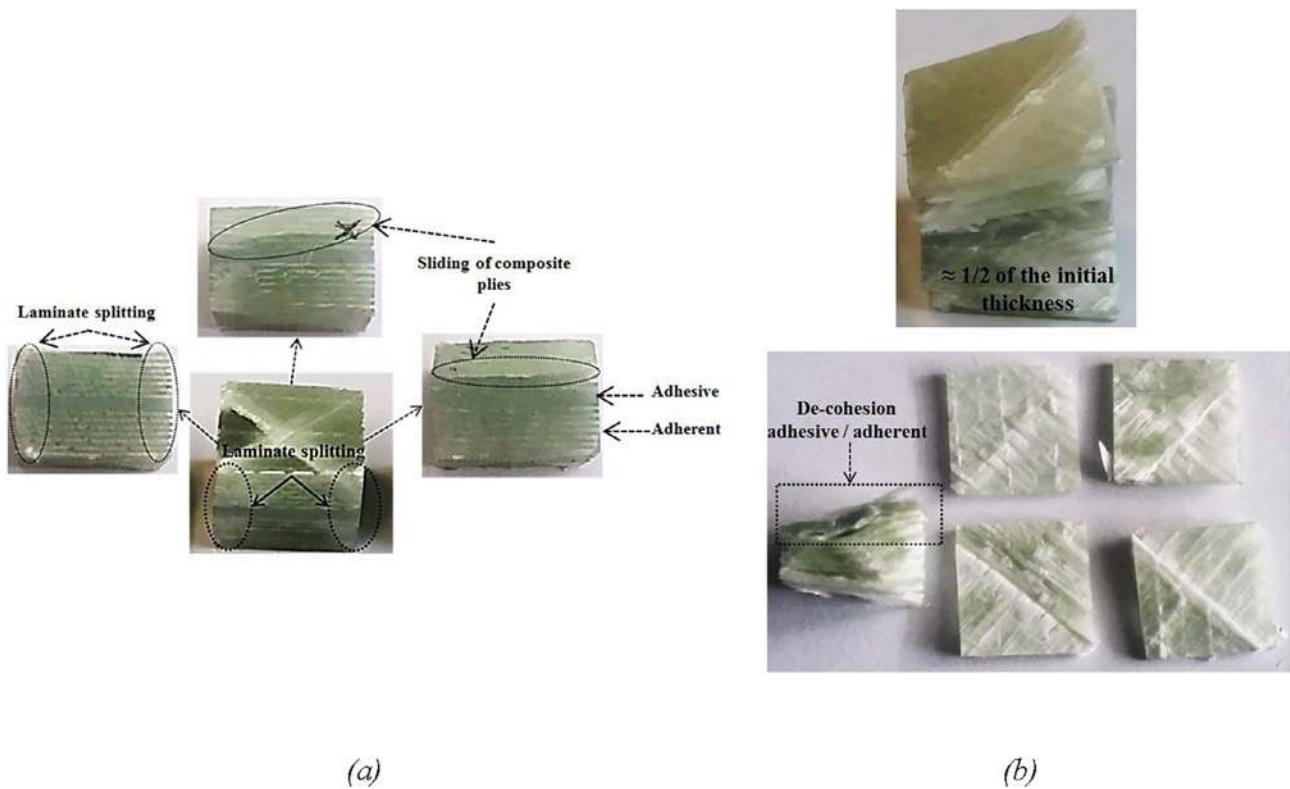 Sliding of composite
plies
Laminate splitting
Adhesive
Adherent
Laminate splitting
(a)
≈ 1/2 of the initial
thickness
De-cohesion
adhesive / adherent
(b)